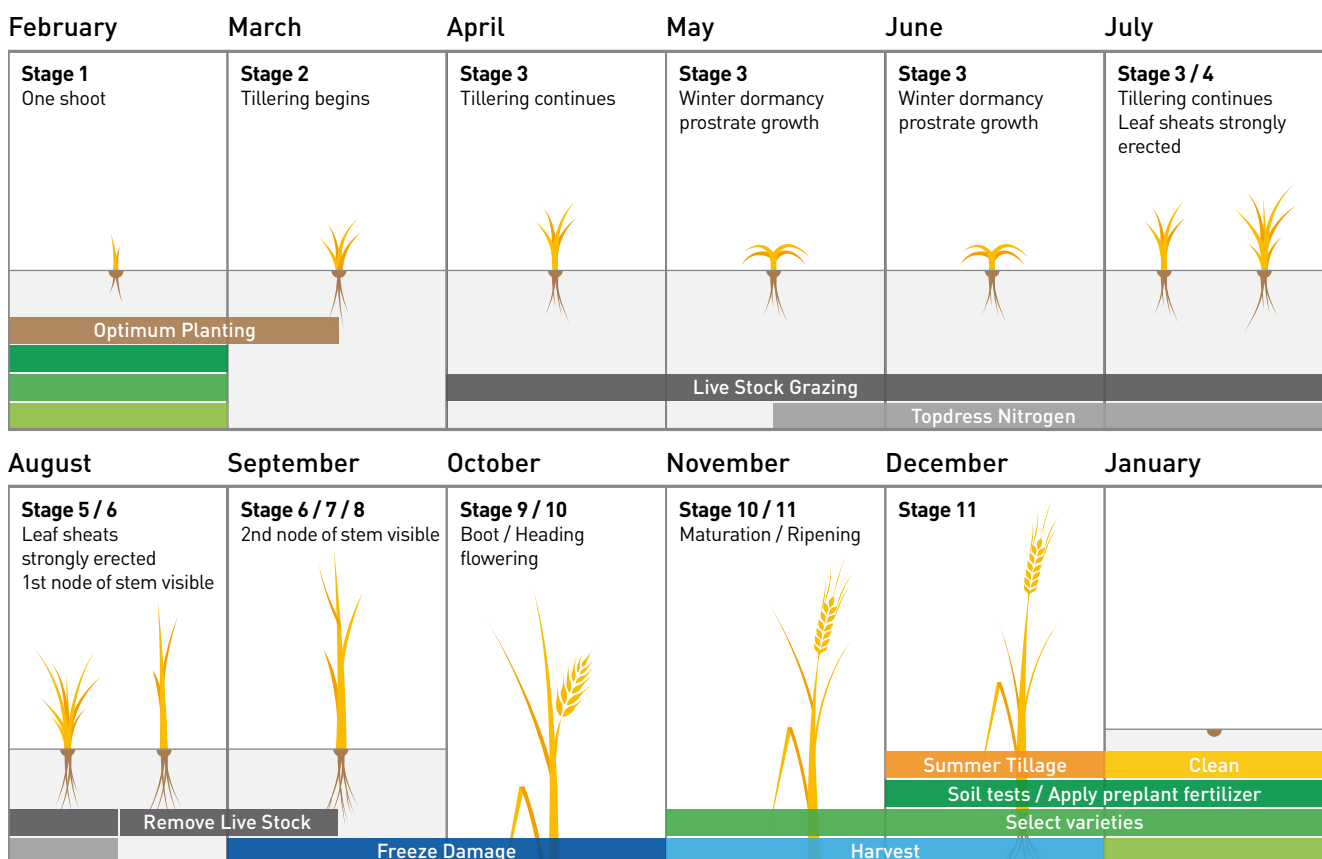 February March April May June July
Stage 1
One shoot
Stage 2
Tillering begins
Stage 3
Tillering continues
Stage 3
Winter dormancy
prostrate growth
Stage 3
Winter dormancy
prostrate growth
Stage 3 / 4
Tillering continues
Leaf sheats strongly
erected
Optimum Planting
Live Stock Grazing
Topdress Nitrogen
August September October November December January
Stage 5 / 6
Leaf sheats
strongly erected
1st node of stem visible
Stage 6 / 7 / 8
2nd node of stem visible
Stage 9 / 10
Boot / Heading
flowering
Stage 10 / 11
Maturation / Ripening
Stage 11
Summer Tillage
Clean
Soil tests / Apply preplant fertilizer
Remove Live Stock
Select varieties
Freeze Damage
Harvest